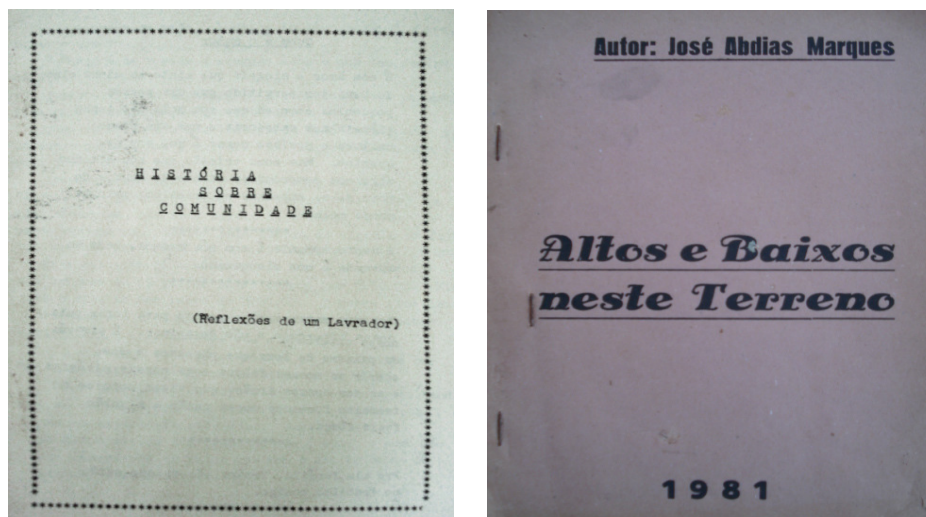 HISTÓRIA
SOBRE
COMUNIDADE
(Reflexões de um Lavrador)
Autor: José Abdias Marques
Altos e Baixos
neste Terreno
1981